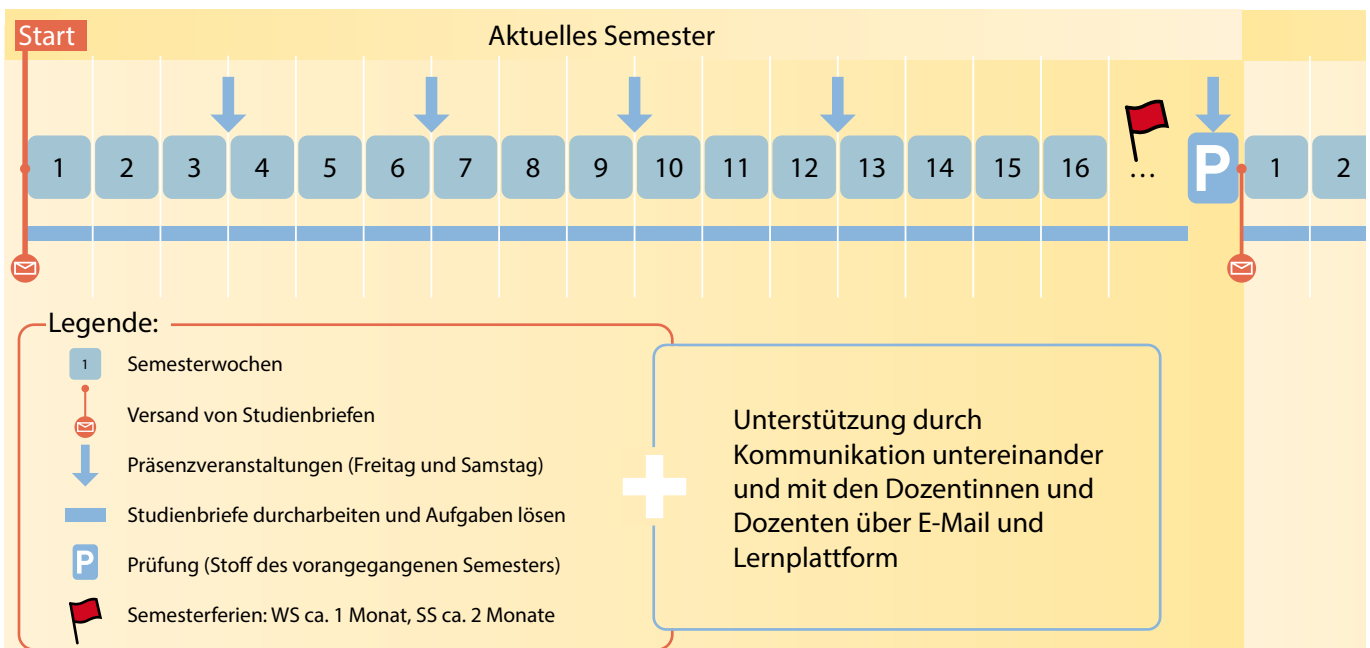 Start
Aktuelles Semester
1 2 3 4 5 6 7 8 9 10 11 12 13 14 15 16 ... P 1 2
Legende:
1 Semesterwochen
Versand von Studienbriefen
Präsenzveranstaltungen (Freitag und Samstag)
Studienbriefe durcharbeiten und Aufgaben lösen
P Prüfung (Stoff des vorangegangenen Semesters)
Semesterferien: WS ca. 1 Monat, SS ca. 2 Monate
Unterstützung durch
Kommunikation untereinander
und mit den Dozentinnen und
Dozenten über E-Mail und
Lernplattform